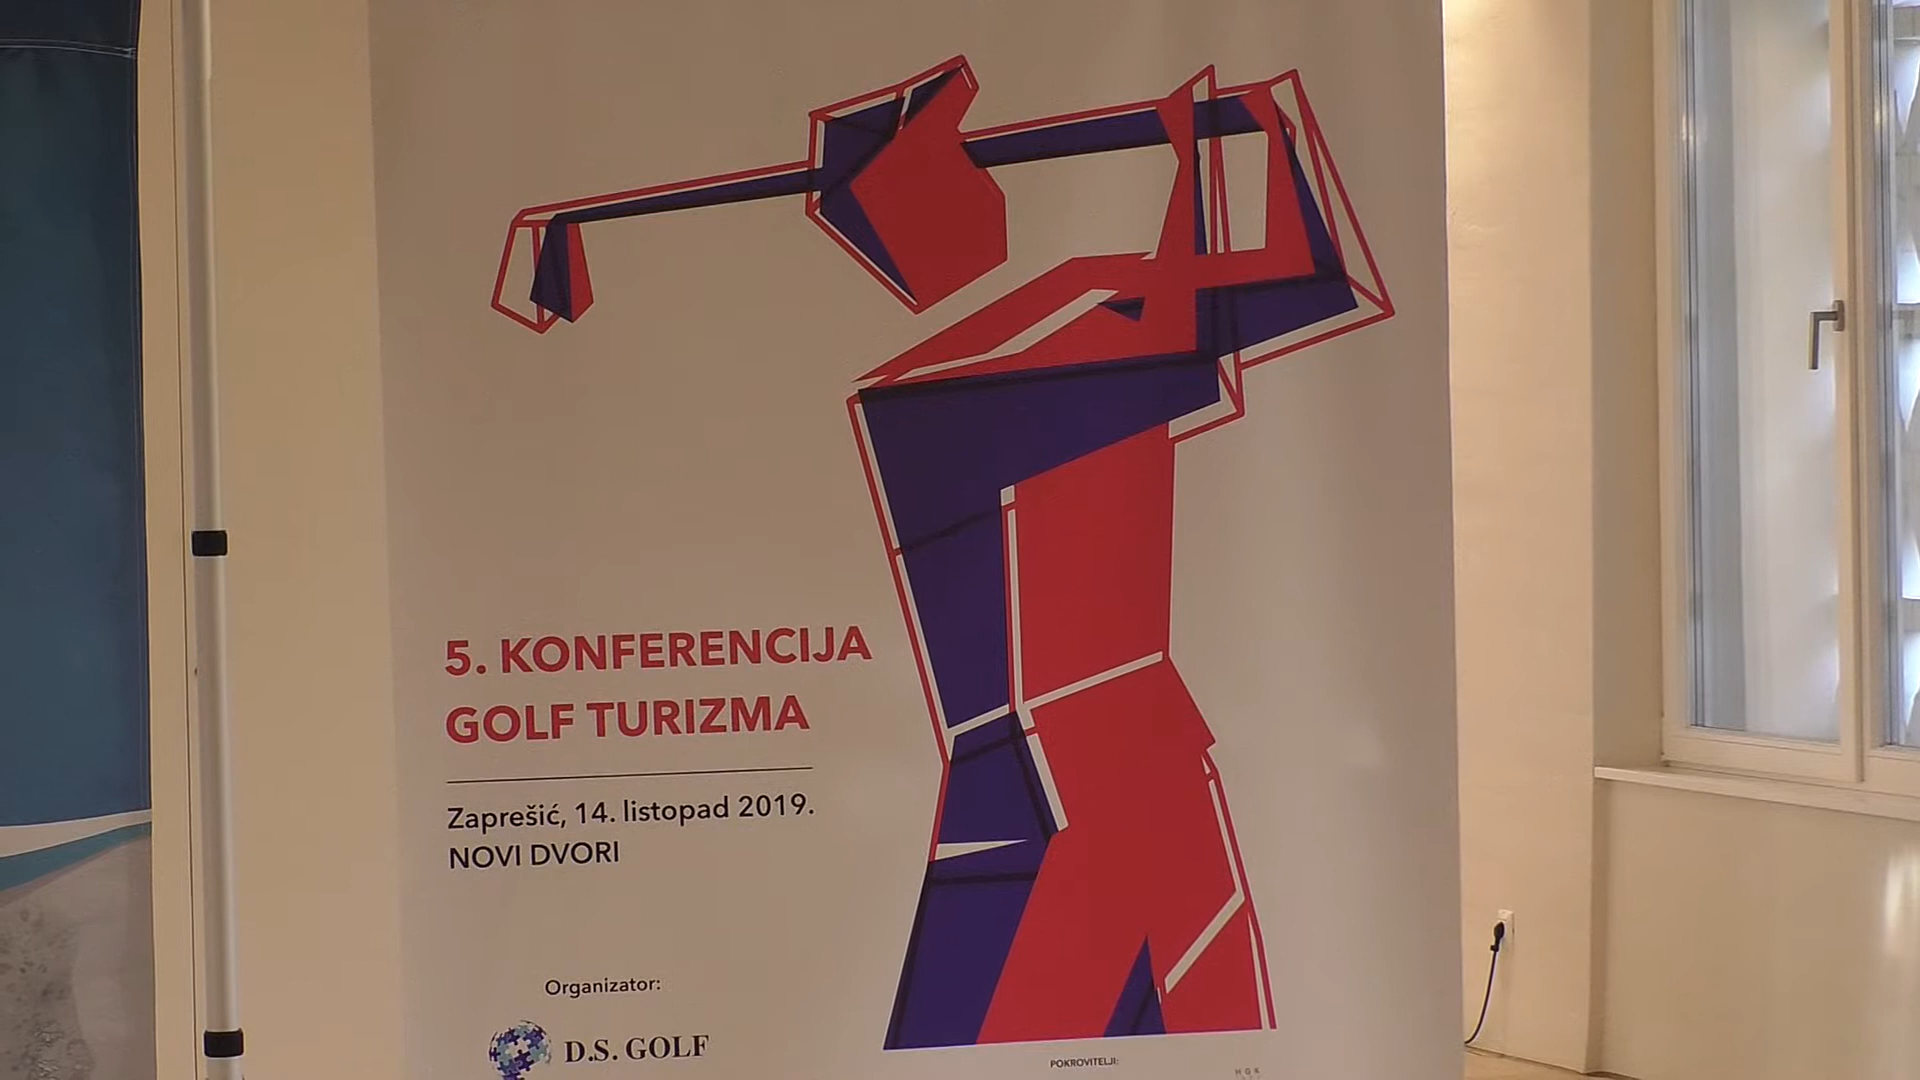 5. KONFERENCIJA
GOLF TURIZMA
Zaprešić, 14. listopad 2019.
NOVI DVORI
Organizator:
D.S. GOLF
POKROVITELJI:
HGK